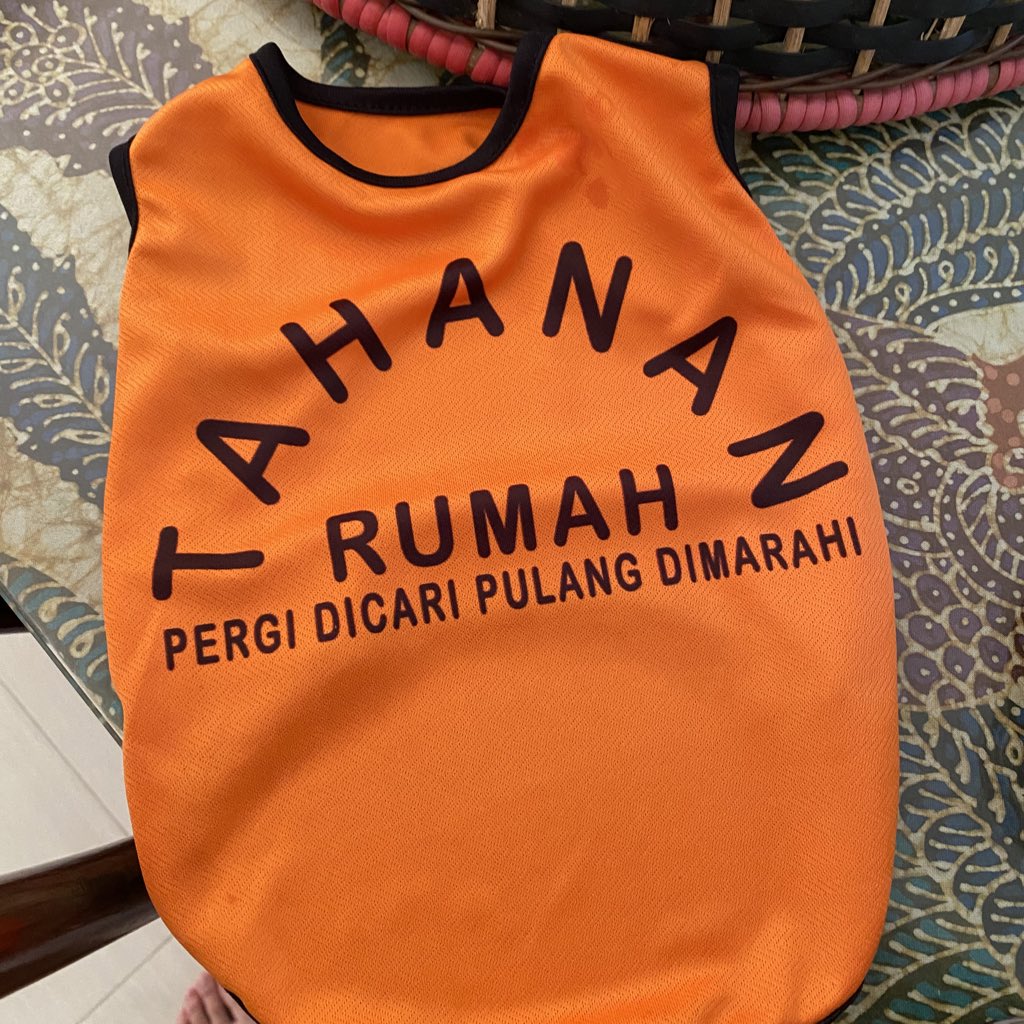 TAHANAN
RUMAH
PERGI DICARI PULANG DIMARAHI